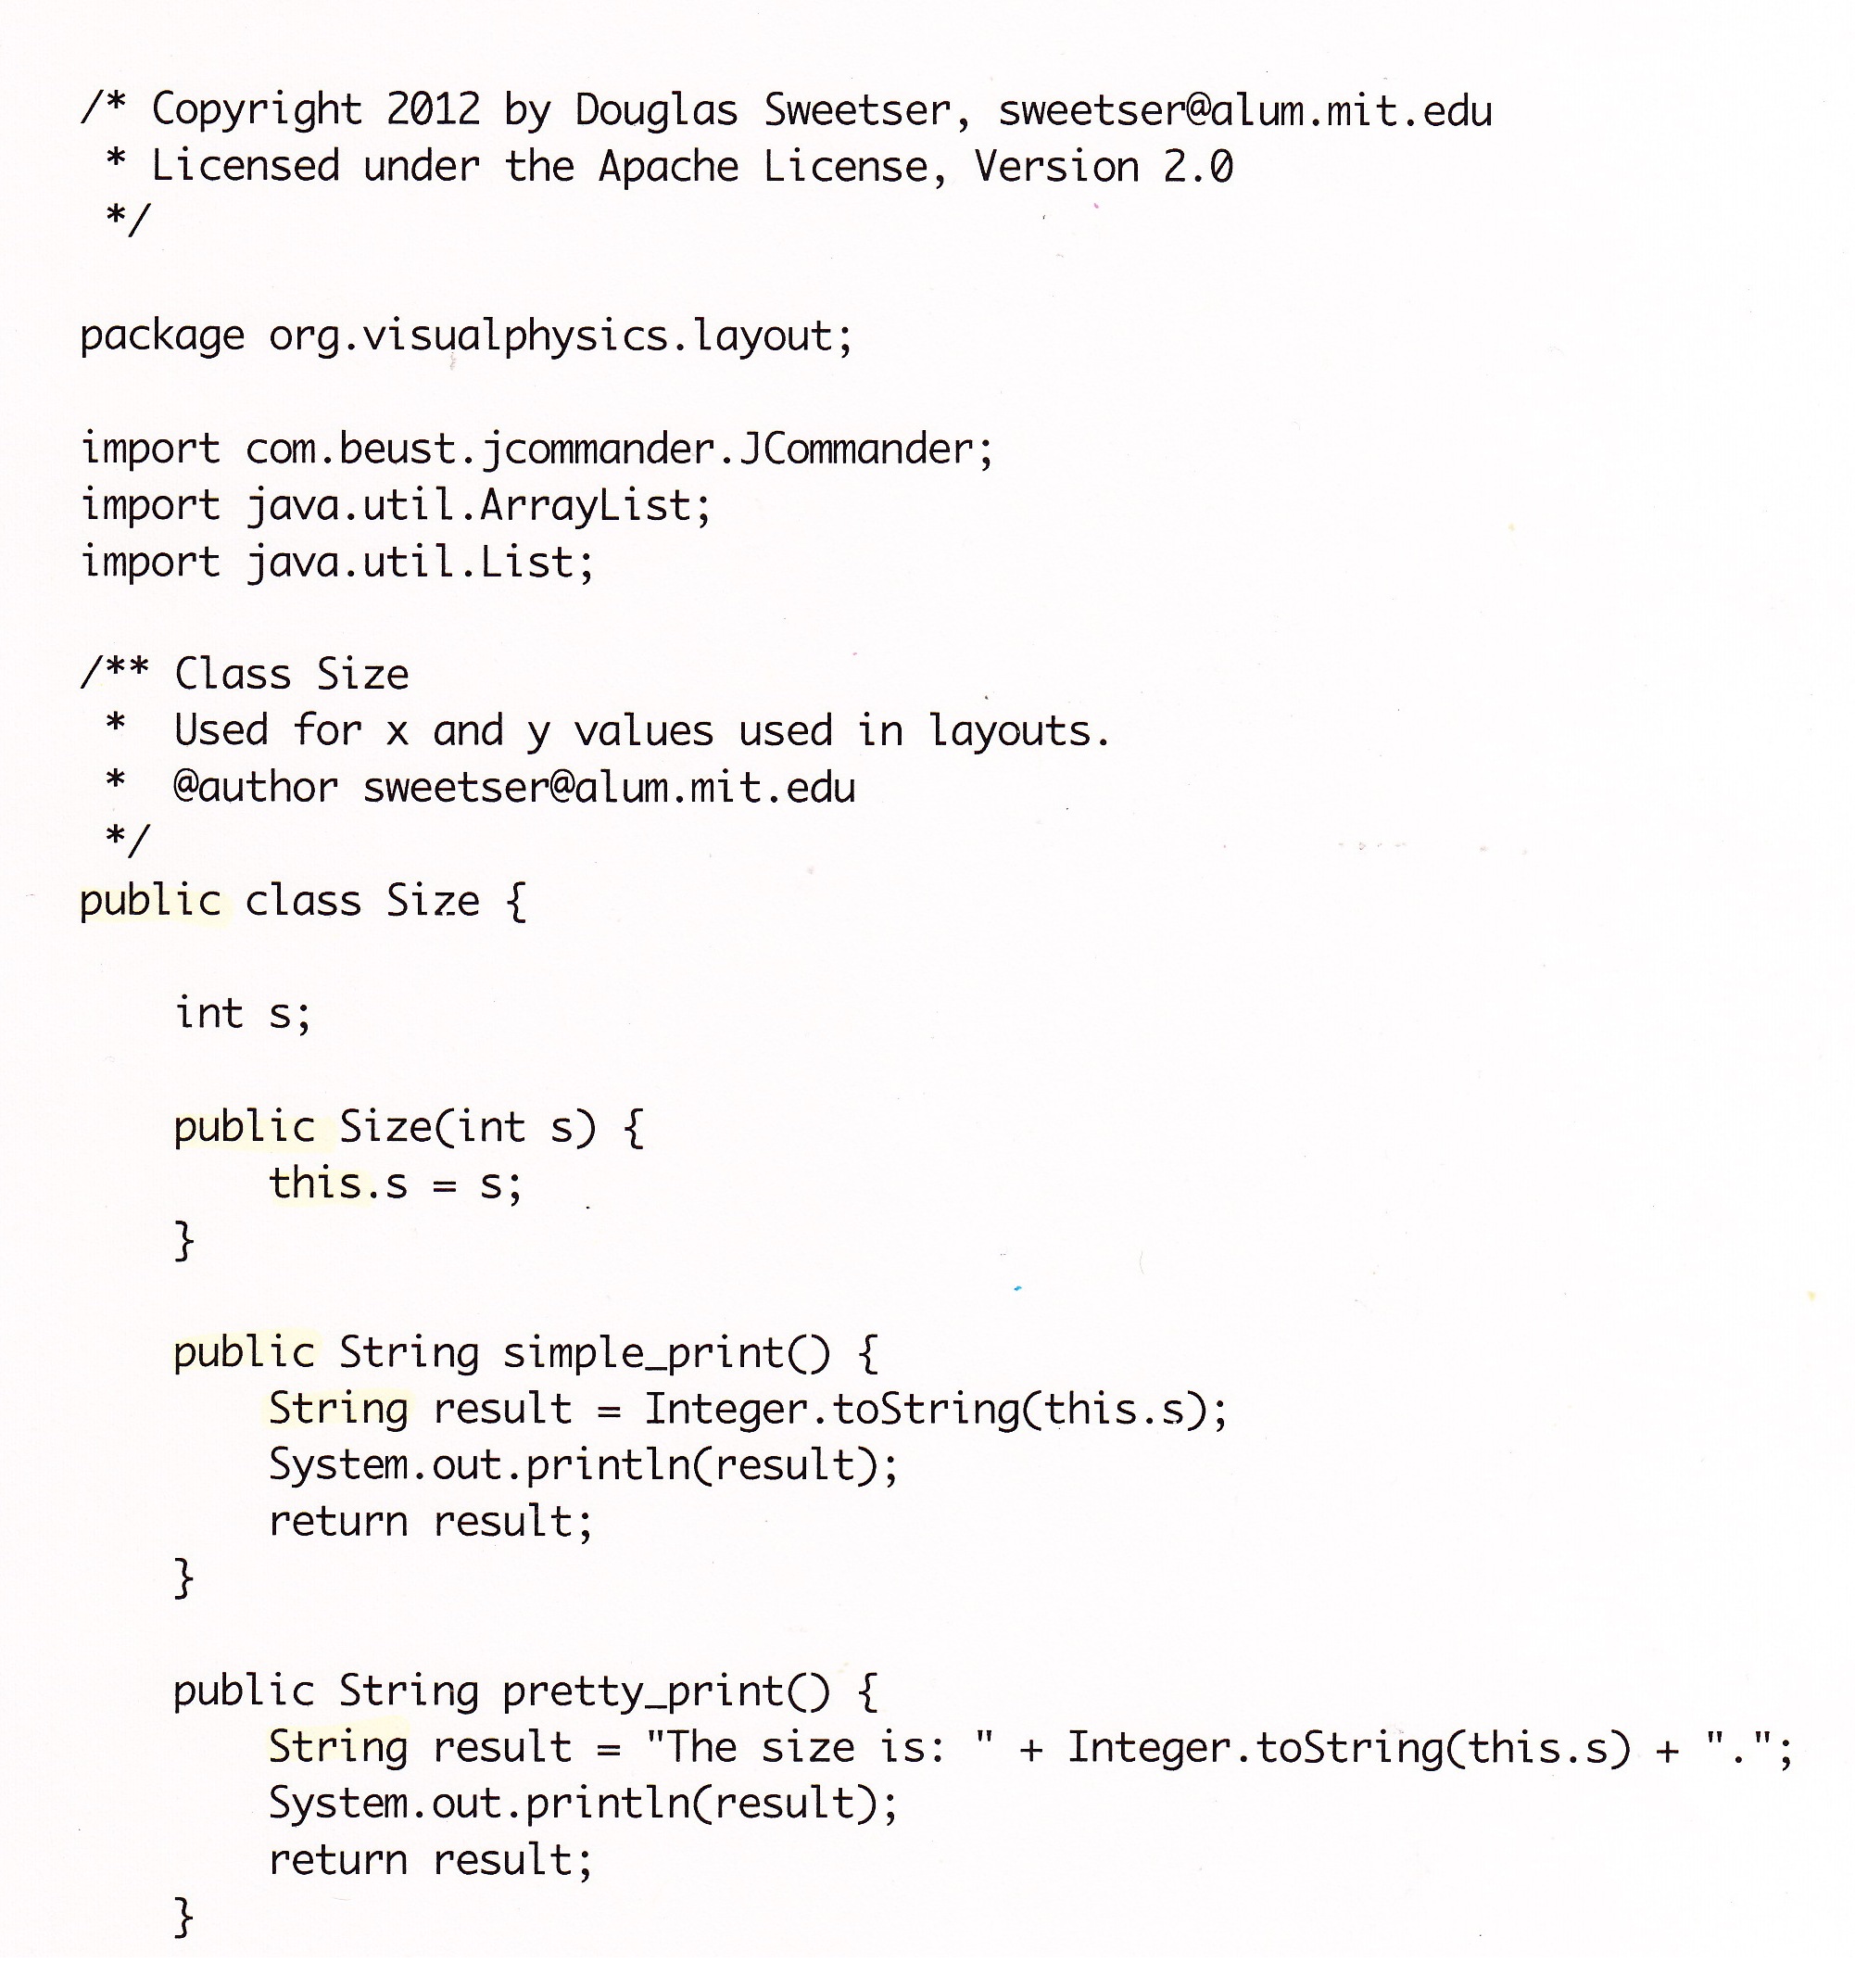 /* Copyright 2012 by Douglas Sweetser, sweetser@alum.mit.edu
 * Licensed under the Apache License, Version 2.0
 */
package org.visualphysics.layout;
import com.beust.jcommander.JCommander;
import java.util.ArrayList;
import java.util.List;
/** Class Size
 *  Used for x and y values used in layouts.
 *  @author sweetser@alum.mit.edu
 */
public class Size {
    int s;
    public Size(int s) {
        this.s = s;
    }
    public String simple_print() {
        String result = Integer.toString(this.s);
        System.out.println(result);
        return result;
    }
    public String pretty_print() {
        String result = "The size is: " + Integer.toString(this.s) + ".";
        System.out.println(result);
        return result;
    }